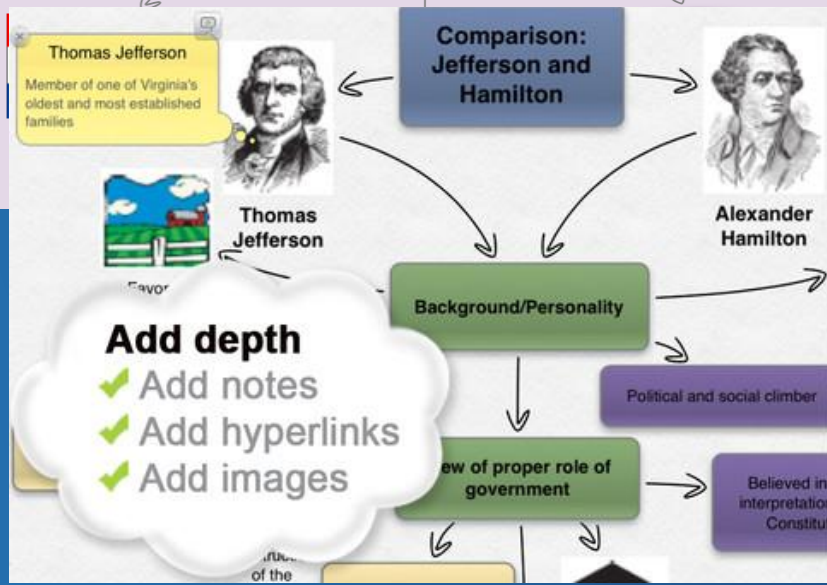 Thomas Jefferson
Member of one of Virginia's
oldest and most established
families
Comparison:
Jefferson and
Hamilton
Thomas
Jefferson
Alexander
Hamilton
Background/Personality
Add depth
Add notes
Add hyperlinks
Add images
Political and social climber
of proper role of
government
Believed in
Constitu
of the